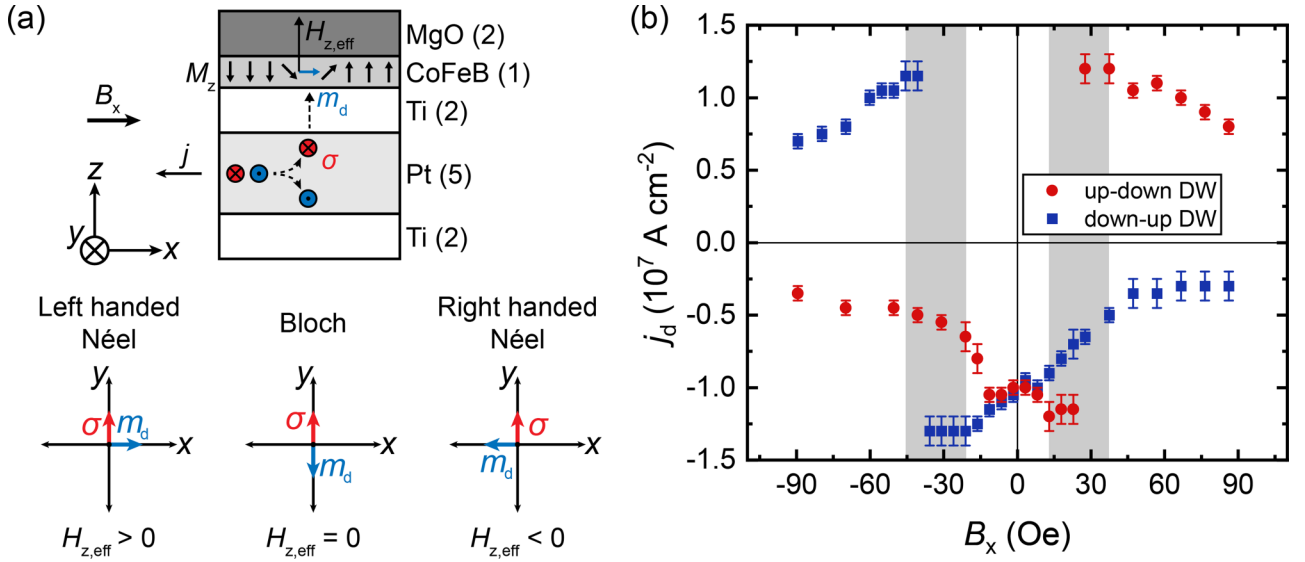 (a)
H_z,eff
MgO (2)
M_z
CoFeB (1)
B_x
m_d
Ti (2)
j
σ
Pt (5)
z
y
x
Ti (2)
Left handed
Néel
Bloch
Right handed
Néel
y
y
y
σ
m_d
x
σ
x
m_d
σ
x
m_d
H_z,eff > 0
H_z,eff = 0
H_z,eff < 0
(b)
j_d (10^7 A cm^-2)
1.5
1.0
0.5
0.0
-0.5
-1.0
-1.5
up-down DW
down-up DW
-90
-60
-30
0
30
60
90
B_x (Oe)